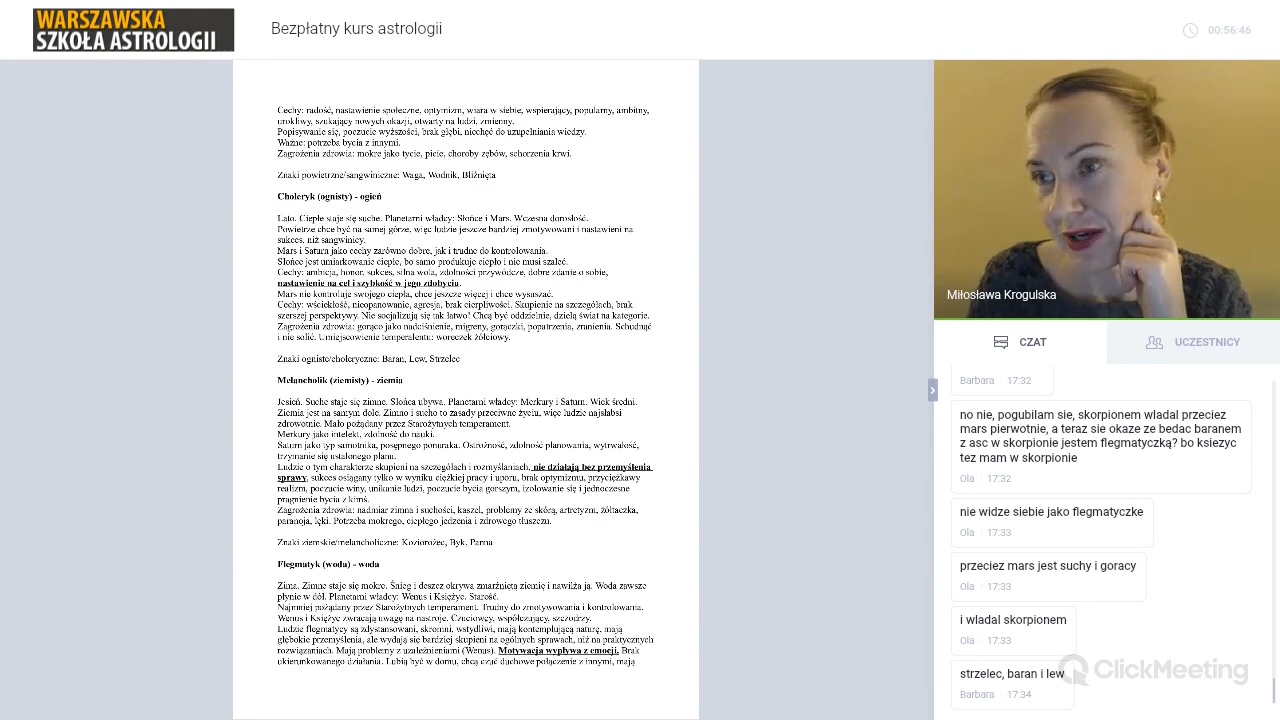 WARSZAWSKA
SZKOŁA ASTROLOGII
Bezpłatny kurs astrologii
00:56:46
Cechy: radość, nastawienie społeczne, optymizm, wiara w siebie, wspierający, popularny, ambitny,
urokliwy, szukający nowych okazji, otwarty na ludzi, zmienny.
Popisywanie się, poczucie wyższości, brak głębi, niechęć do uzupełniania wiedzy.
Ważne: potrzeba bycia z innymi.
Zagrożenia zdrowia: mokre jako tycie, picie, choroby zębów, schorzenia krwi.
Znaki powietrzne/sangwiniczne: Waga, Wodnik, Bliźnięta
Choleryk (ognisty) - ogień
Lato. Ciepłe staje się suche. Planetarni władcy: Słońce i Mars. Wczesna dorosłość.
Powietrze chce być na samej górze, więc ludzie jeszcze bardziej zmotywowani i nastawieni na
sukces, niż sangwinicy.
Mars i Saturn jako cechy zarówno dobre, jak i trudne do kontrolowania.
Słońce jest umiarkowanie ciepłe, bo samo produkuje ciepło i nie musi szaleć.
Cechy: ambicja, honor, sukces, silna wola, zdolności przywódcze, dobre zdanie o sobie,
nastawienie na cel i szybkość w jego zdobyciu.
Mars nie kontroluje swojego ciepła, chce jeszcze więcej i chce wysuszać.
Cechy: wściekłość, nieopanowanie, agresja, brak cierpliwości. Skupienie na szczegółach, brak
szerszej perspektywy. Nie socjalizują się tak łatwo! Chcą być oddzielnie, dzielą świat na kategorie.
Zagrożenia zdrowia: gorąco jako nadciśnienie, migreny, gorączki, poparzenia, zranienia. Schudnąć
i nie solić. Umiejscowienie temperalentu: woreczek żółciowy.
Znaki ogniste/choleryczne: Baran, Lew, Strzelec
Melancholik (ziemisty) - ziemia
Jesień. Suche staje się zimne. Słońca ubywa. Planetarni władcy: Merkury i Saturn. Wiek średni.
Ziemia jest na samym dole. Zimno i sucho to zasady przeciwne życiu, więc ludzie najsłabsi
zdrowotnie. Mało pożądany przez Starożytnych temperament.
Merkury jako intelekt, zdolność do nauki.
Saturn jako typ samotnika, posępnego ponuraka. Ostrożność, zdolność planowania, wytrwałość,
trzymanie się ustalonego planu.
Ludzie o tym charakterze skupieni na szczegółach i rozmyślaniach, nie działają bez przemyślenia
sprawy, sukces osiągany tylko w wyniku ciężkiej pracy i uporu, brak optymizmu, przyciężkawy
realizm, poczucie winy, unikanie ludzi, poczucie bycia gorszym, izolowanie się i jednoczesne
pragnienie bycia z kimś.
Zagrożenia zdrowia: nadmiar zimna i suchości, kaszel, problemy ze skórą, artretyzm, żółtaczka,
paranoja, lęki. Potrzeba mokrego, ciepłego jedzenia i zdrowego tłuszczu.
Znaki ziemskie/melancholiczne: Koziorożec, Byk, Panna
Flegmatyk (woda) - woda
Zima. Zimne staje się mokre. Śnieg i deszcz okrywa zmarźniętą ziemię i nawilża ją. Woda zawsze
płynie w dół. Planetarni władcy: Wenus i Księżyc. Starość.
Najmniej pożądany przez Starożytnych temperament. Trudny do zmotywowania i kontrolowania.
Wenus i Księżyc zwracają uwagę na nastroje. Czuciowcy, współczujący, szczodrzy.
Ludzie flegmatycy są zdystansowani, skromni, wstydliwi, mają kontemplującą naturę, mają
głębokie przemyślenia, ale wydają się bardziej skupieni na ogólnych sprawach, niż na praktycznych
rozwiązaniach. Mają problemy z uzależnieniami (Wenus). Motywacja wypływa z emocji. Brak
ukierunkowanego działania. Lubią być w domu, chcą czuć duchowe połączenie z innymi, mają
Miłosława Krogulska
CZAT
UCZESTNICY
Barbara 17:32
no nie, pogubilam sie, skorpionem wladal przeciez
mars pierwotnie, a teraz sie okaze ze bedac baranem
z asc w skorpionie jestem flegmatyczką? bo ksiezyc
tez mam w skorpionie
Ola 17:32
nie widze siebie jako flegmatyczke
Ola 17:33
przeciez mars jest suchy i goracy
Ola 17:33
i wladal skorpionem
Ola 17:33
strzelec, baran i lew
Barbara 17:34
ClickMeeting